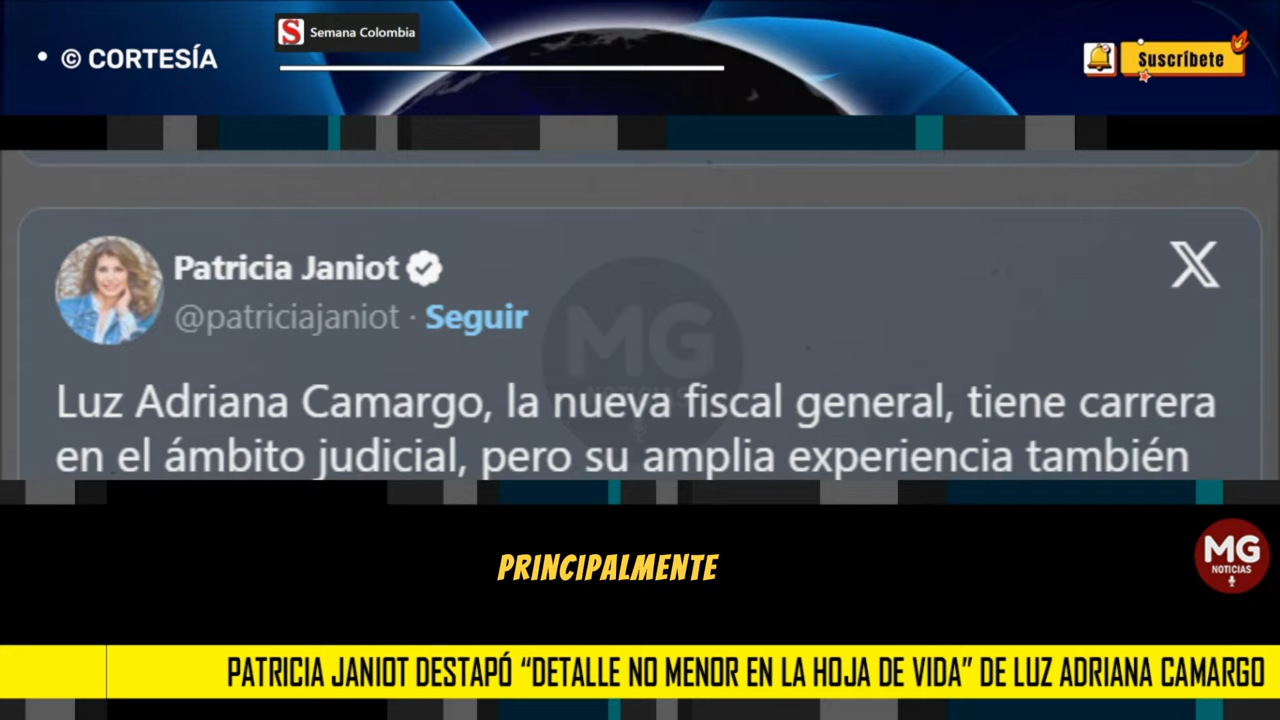 • © CORTESÍA
S Semana Colombia
Suscríbete
Patricia Janiot
@patriciajaniot · Seguir
X
MG
NOTICIAS
Luz Adriana Camargo, la nueva fiscal general, tiene carrera
en el ámbito judicial, pero su amplia experiencia también
PRINCIPALMENTE
MG
NOTICIAS
PATRICIA JANIOT DESTAPÓ “DETALLE NO MENOR EN LA HOJA DE VIDA” DE LUZ ADRIANA CAMARGO